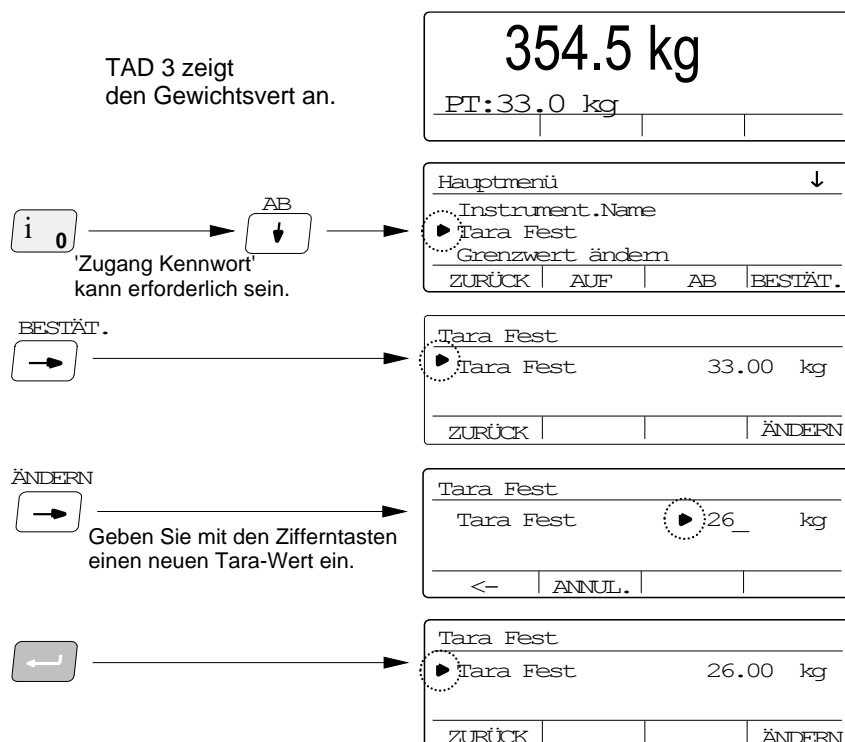 TAD 3 zeigt
den Gewichtsvert an.
354.5 kg
PT:33.0 kg
i 0
'Zugang Kennwort'
kann erforderlich sein.
AB
Hauptmenü ↓
Instrument.Name
Tara Fest
Grenzwert ändern
ZURÜCK AUF AB BESTÄT.
BESTÄT.
Tara Fest
Tara Fest 33.00 kg
ZURÜCK ÄNDERN
ÄNDERN
Geben Sie mit den Zifferntasten
einen neuen Tara-Wert ein.
Tara Fest
Tara Fest 26_ kg
<- ANNUL.
Tara Fest
Tara Fest 26.00 kg
ZURÜCK ÄNDERN